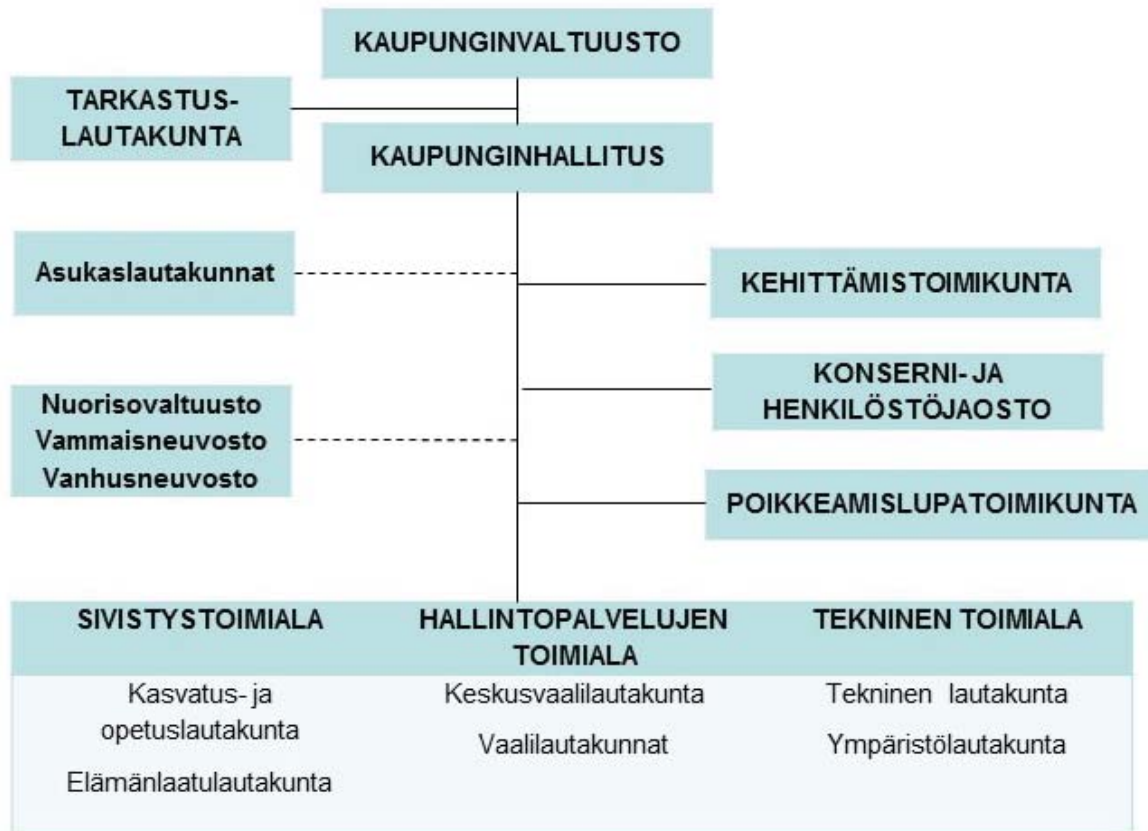 KAUPUNGINVALTUUSTO
TARKASTUS-
LAUTAKUNTA
KAUPUNGINHALLITUS
Asukaslautakunnat
KEHITTÄMISTOIMIKUNTA
KONSERNI- JA
HENKILÖSTÖJAOSTO
Nuorisovaltuusto
Vammaisneuvosto
Vanhusneuvosto
POIKKEAMISLUPATOIMIKUNTA
SIVISTYSTOIMIALA
Kasvatus- ja
opetuslautakunta
Elämänlaatulautakunta
HALLINTOPALVELUJEN
TOIMIALA
Keskusvaalilautakunta
Vaalilautakunnat
TEKNINEN TOIMIALA
Tekninen lautakunta
Ympäristölautakunta